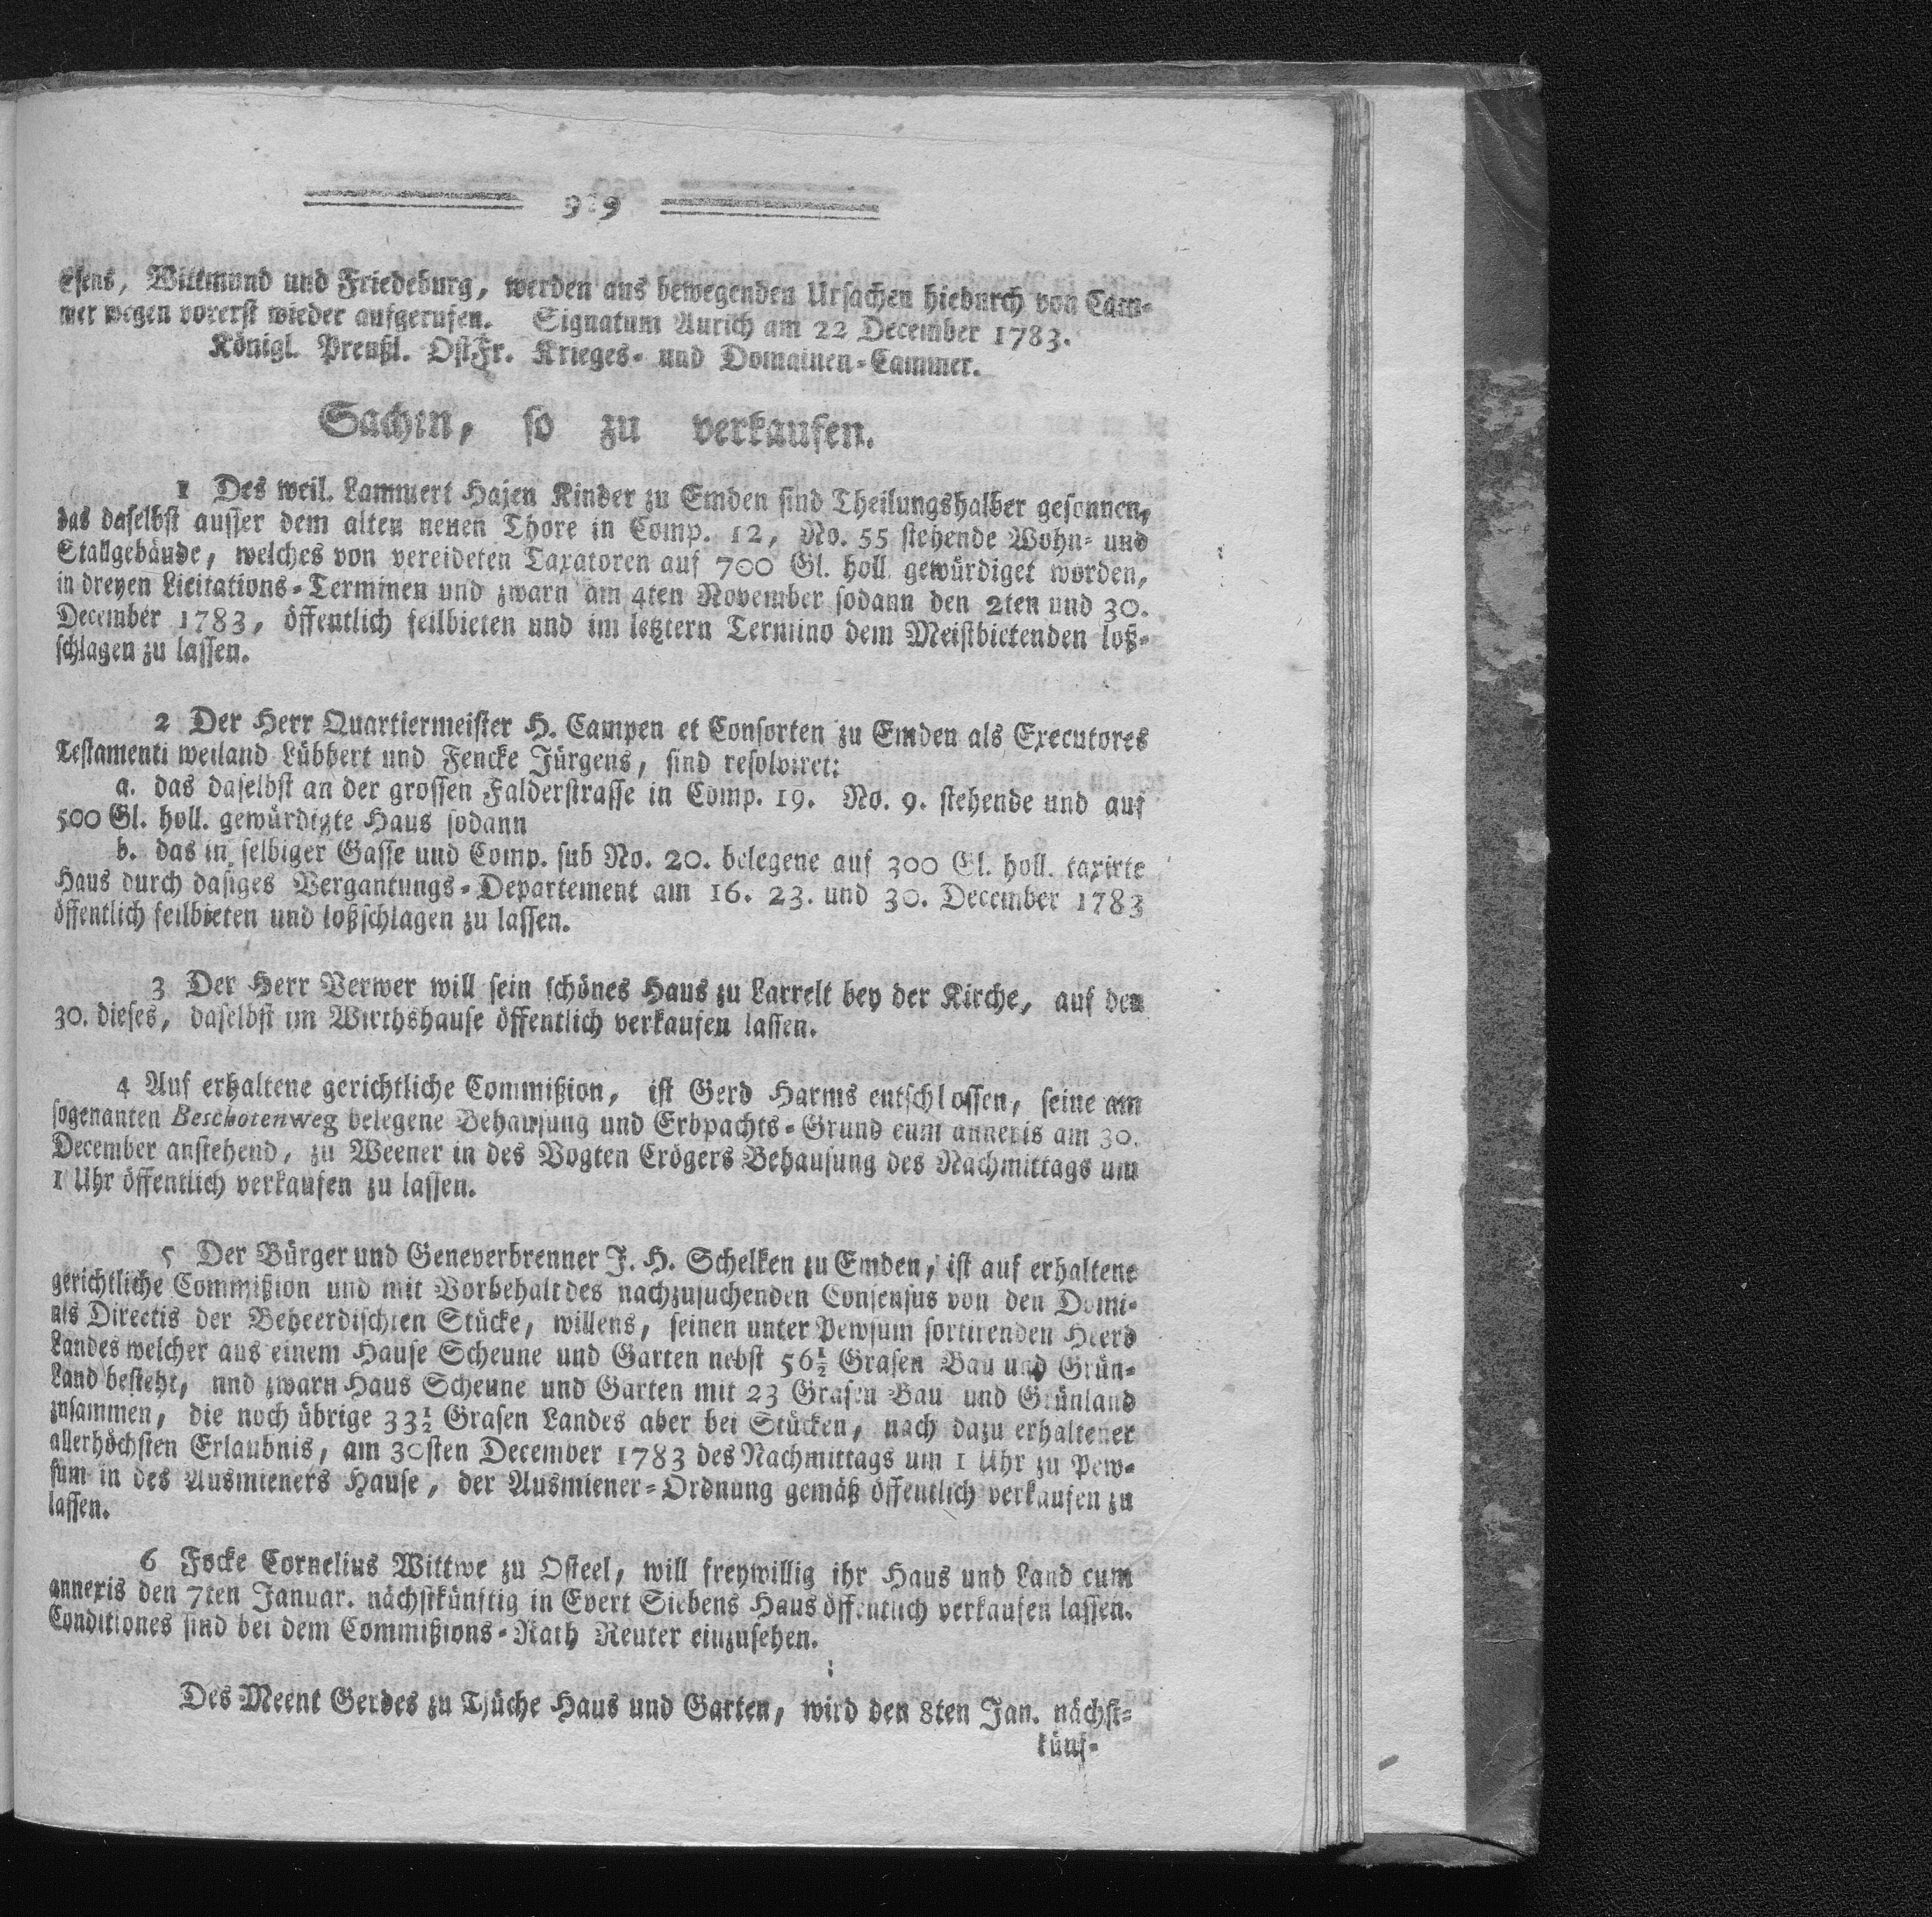 919
esens, Wittmund und Friedeburg, werden aus bewegenden Ursachen hiedurch von Cam-
mer wegen vorerst wieder aufgerufen. Signatum Aurich am 22 December 1783.
Königl. Preußl. OstFr. Krieges- und Domainen-Cammer.
Sachen, so zu verkaufen.
1 Des weil. Lammert Hajen Kinder zu Emden sind Theilungshalber gesonnen,
das daselbst ausser dem alten neuen Thore in Comp. 12, No. 55 stehende Wohn- und
Stallgebäude, welches von vereideten Taxatoren auf 700 Gl. holl. gewürdiget worden,
in dreyen Licitations-Terminen und zwarn am 4ten November sodann den 2ten und 30.
December 1783, öffentlich feilbieten und im letztern Termino dem Meistbietenden loß-
schlagen zu lassen.
2 Der Herr Quartiermeister H. Campen et Consorten zu Emden als Executores
Testamenti weiland Lübbert und Fencke Jürgens, sind resolviret:
a. das daselbst an der grossen Falderstrasse in Comp. 19. No. 9. stehende und auf
500 Gl. holl. gewürdigte Haus sodann
b. das in selbiger Gasse und Comp. sub No. 20. belegene auf 300 Gl. holl. taxirte
Haus durch dasiges Vergantungs-Departement am 16. 23. und 30. December 1783
öffentlich feilbieten und loßschlagen zu lassen.
3 Der Herr Verwer will sein schönes Haus zu Larrelt bey der Kirche, auf den
30. dieses, daselbst im Wirthshause öffentlich verkaufen lassen.
4 Auf erhaltene gerichtliche Commißion, ist Gerd Harms entschlossen, seine am
sogenanten Beschotenweg belegene Behausung und Erbpachts-Grund cum annexis am 30.
December anstehend, zu Weener in des Vogten Crögers Behausung des Nachmittags um
1 Uhr öffentlich verkaufen zu lassen.
5 Der Bürger und Geneverbrenner J. H. Schelken zu Emden, ist auf erhaltene
gerichtliche Commißion und mit Vorbehalt des nachzusuchenden Consensus von den Domi-
nis Directis der Beheerdischten Stücke, willens, seinen unter Pewsum sortirenden Heerd
Landes welcher aus einem Hause Scheune und Garten nebst 56½ Grasen Bau und Grün-
Land besteht, nnd zwarn Haus Scheune und Garten mit 23 Grasen Bau und Grünland
zusammen, die noch übrige 33½ Grasen Landes aber bei Stücken, nach dazu erhaltener
allerhöchsten Erlaubnis, am 30sten December 1783 des Nachmittags um 1 Uhr zu Pew-
sum in des Ausmieners Hause, der Ausmiener-Ordnung gemäß öffentlich verkaufen zu
lassen.
6 Focke Cornelius Wittwe zu Osteel, will freywillig ihr Haus und Land cum
annexis den 7ten Januar. nächstkünftig in Evert Siebens Haus öffentlich verkaufen lassen.
Conditiones sind bei dem Commißions-Rath Reuter einzusehen.
Des Meent Gerdes zu Tjüche Haus und Garten, wird den 8ten Jan. nächst-
künf-